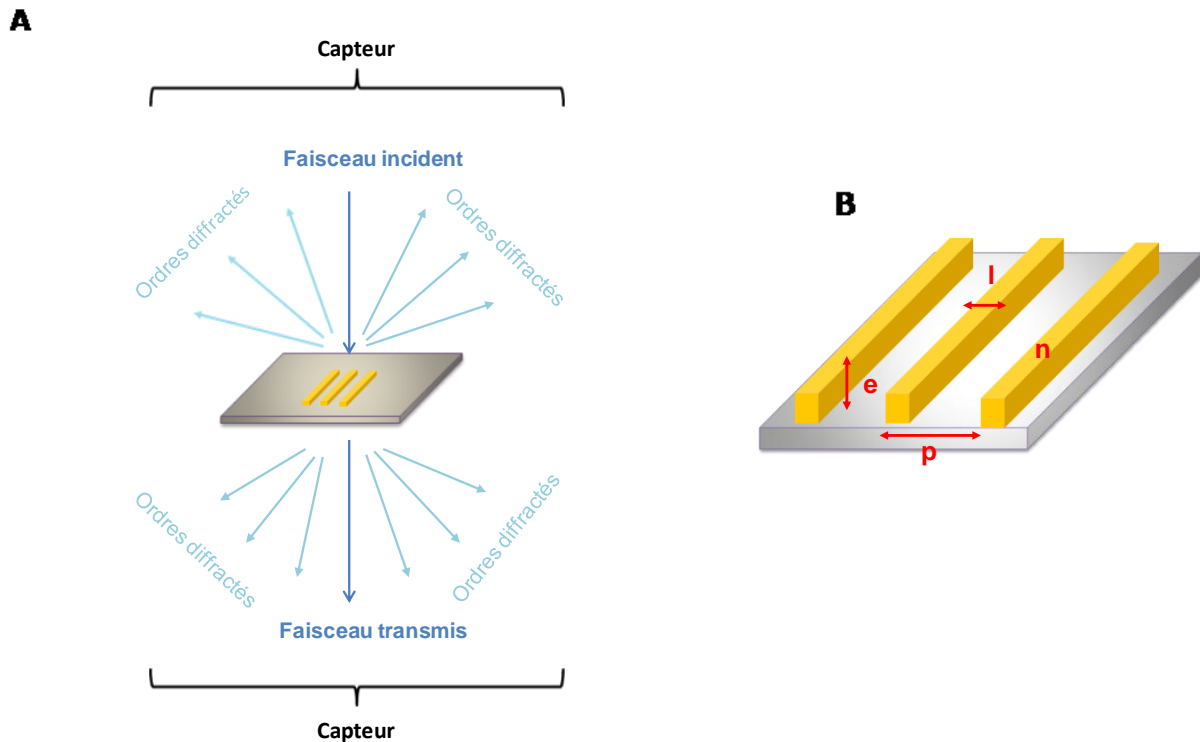 A
Capteur
Faisceau incident
Ordres diffractés
Ordres diffractés
Ordres diffractés
Ordres diffractés
Faisceau transmis
Capteur
B
l
n
e
p